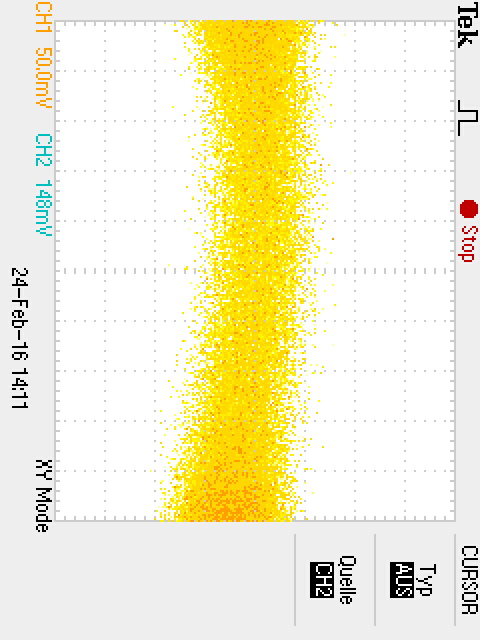 Tek
Stop
CURSOR
Typ
AUS
Quelle
CH2
CH1 50.0mV
CH2 148mV
XY Mode
24-Feb-16 14:11